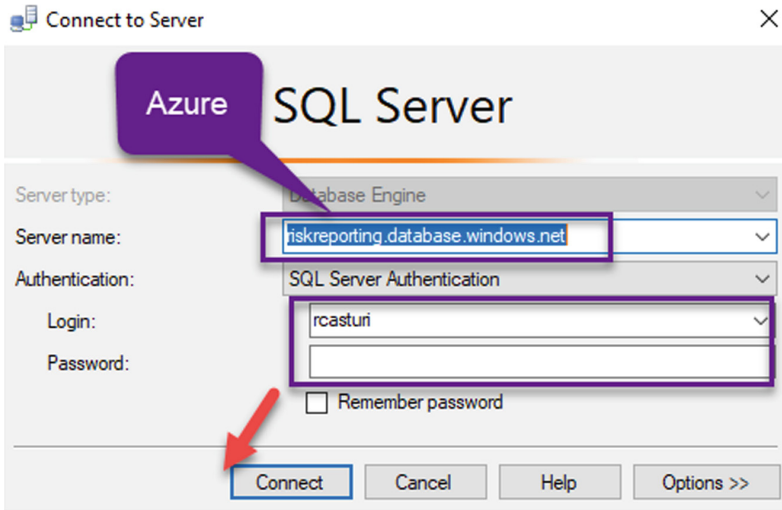 Connect to Server
Azure
SQL Server
Server type: Database Engine
Server name: riskreporting.database.windows.net
Authentication: SQL Server Authentication
Login: rcasturi
Password:
Remember password
Connect Cancel Help Options >>